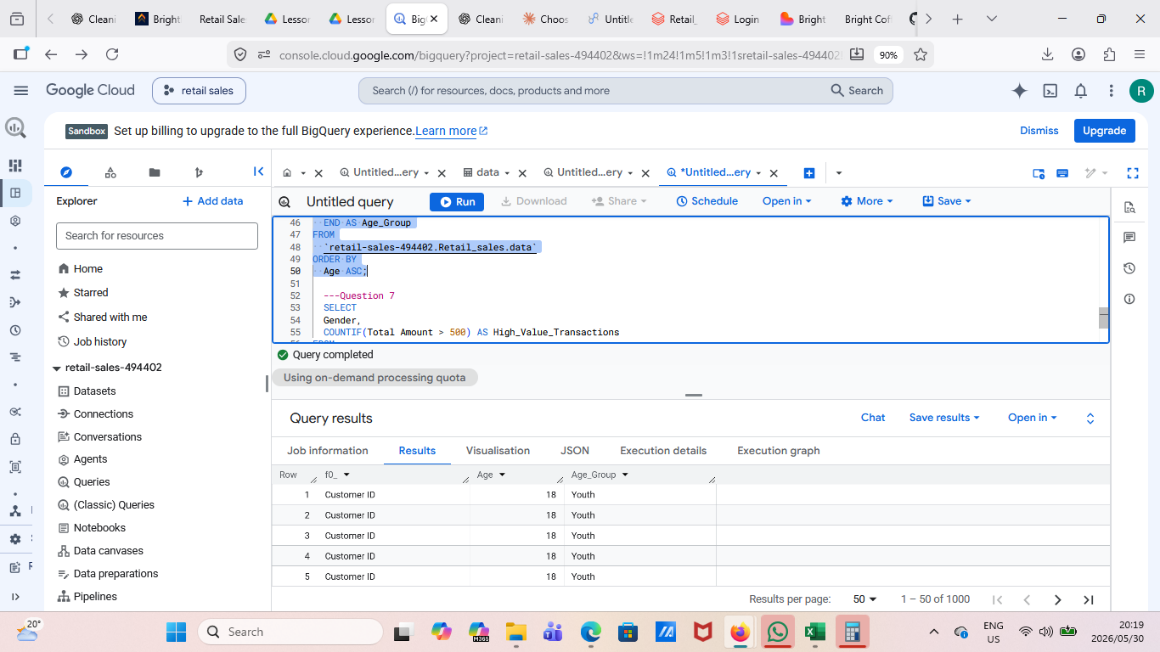 Cleani
Bright
Retail Sale
Lessor
Lessor
Big
Cleani
Choos
Untitle
Retail_
Login
Bright
Bright Cof
console.cloud.google.com/bigquery?project=retail-sales-494402&ws=!1m24!1m5!1m3!1sretail-sales-494402
90%
Google Cloud
retail sales
Search (/) for resources, docs, products and more
Search
R
Sandbox Set up billing to upgrade to the full BigQuery experience. Learn more
Dismiss
Upgrade
Explorer
+ Add data
Search for resources
Home
Starred
Shared with me
Job history
retail-sales-494402
Datasets
Connections
Conversations
Agents
Queries
(Classic) Queries
Notebooks
Data canvases
Data preparations
Pipelines
Untitled...ery
data
Untitled...ery
*Untitled...ery
Untitled query
Run
Download
Share
Schedule
Open in
More
Save
46 END AS Age_Group
47 FROM
48 `retail-sales-494402.Retail_sales.data`
49 ORDER BY
50 Age ASC;
51
52 ---Question 7
53 SELECT
54 Gender,
55 COUNTIF(Total Amount > 500) AS High_Value_Transactions
Query completed
Using on-demand processing quota
Query results
Chat
Save results
Open in
Job information
Results
Visualisation
JSON
Execution details
Execution graph
Row f0_ Age Age_Group
1 Customer ID 18 Youth
2 Customer ID 18 Youth
3 Customer ID 18 Youth
4 Customer ID 18 Youth
5 Customer ID 18 Youth
Results per page: 50 1 – 50 of 1000
20°
Search
ENG
US
20:19
2026/05/30